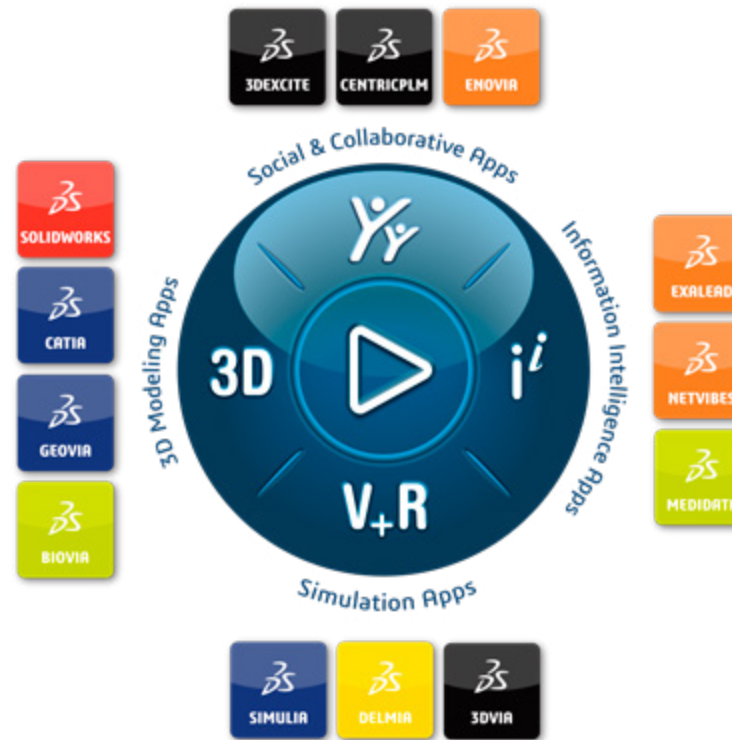 3DEXCITE
CENTRICPLM
ENOVIA
Social & Collaborative Apps
SOLIDWORKS
CATIA
GEOVIA
BIOVIA
3D Modeling Apps
3D
i i
V+R
Information Intelligence Apps
EXALEAD
NETVIBES
MEDIDATA
Simulation Apps
SIMULIA
DELMIA
3DVIA